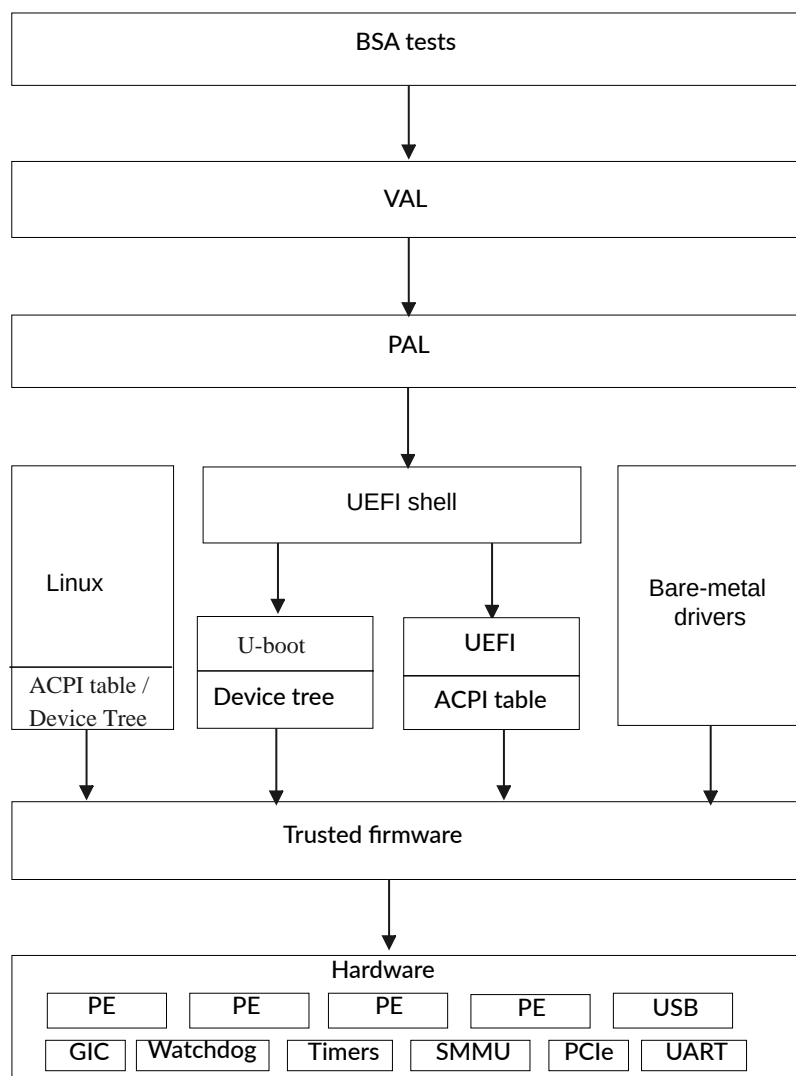 BSA tests
VAL
PAL
UEFI shell
Linux
Bare-metal
drivers
U-boot
UEFI
ACPI table /
Device Tree
Device tree
ACPI table
Trusted firmware
Hardware
PE
PE
PE
PE
USB
GIC
Watchdog
Timers
SMMU
PCIe
UART